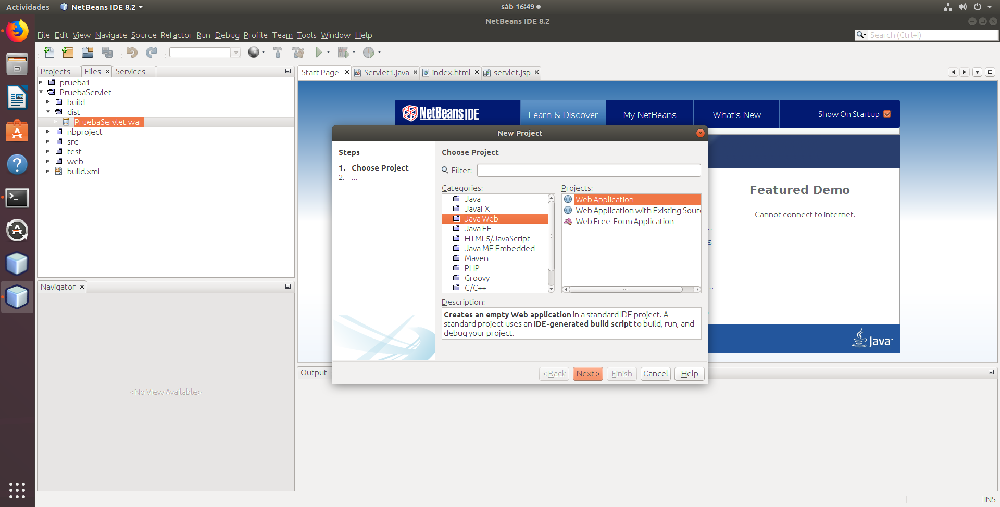 Actividades NetBeans IDE 8.2 sáb 16:49
NetBeans IDE 8.2
File Edit View Navigate Source Refactor Run Debug Profile Team Tools Window Help Search (Ctrl+I)
Projects Files Services
Start Page Servlet1.java index.html servlet.jsp
prueba1
PruebaServlet
build
dist
PruebaServlet.war
nbproject
src
test
web
build.xml
NetBeans IDE Learn & Discover My NetBeans What's New Show On Startup
New Project
Steps
1. Choose Project
2. ...
Choose Project
Filter:
Categories:
Java
JavaFX
Java Web
Java EE
HTML5/JavaScript
Java ME Embedded
Maven
PHP
Groovy
C/C++
Projects:
Web Application
Web Application with Existing Sourc
Web Free-Form Application
Description:
Creates an empty Web application in a standard IDE project. A
standard project uses an IDE-generated build script to build, run, and
debug your project.
< Back Next > Finish Cancel Help
Featured Demo
Cannot connect to internet.
...
s
...
Java™
Navigator
<No View Available>
Output
INS